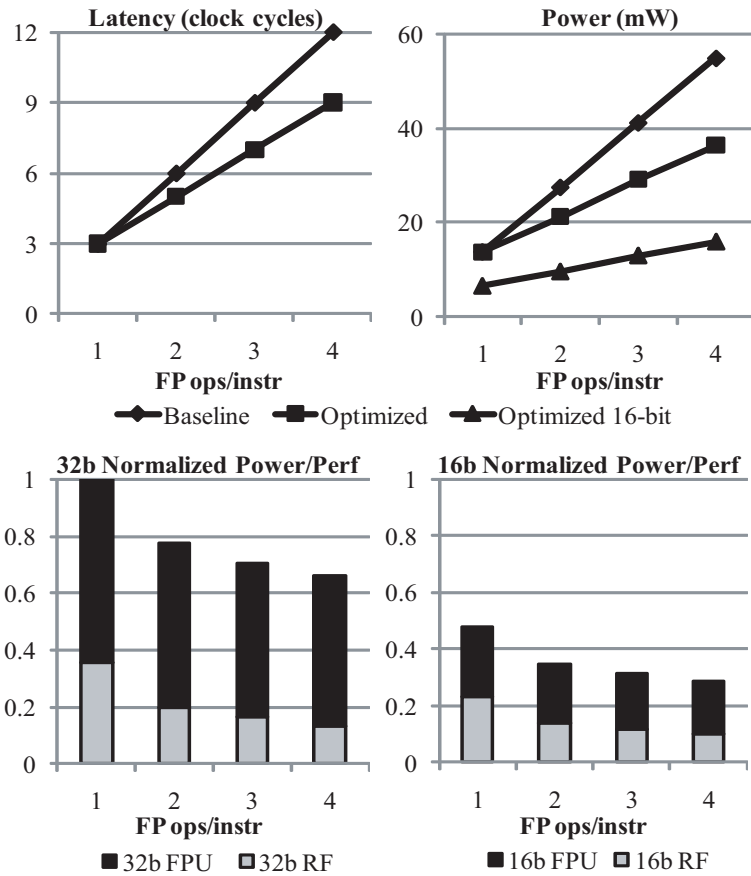 Latency (clock cycles)
12
9
6
3
0
1 2 3 4
FP ops/instr
Power (mW)
60
40
20
0
1 2 3 4
FP ops/instr
Baseline Optimized Optimized 16-bit
32b Normalized Power/Perf
1
0.8
0.6
0.4
0.2
0
1 2 3 4
FP ops/instr
32b FPU 32b RF
16b Normalized Power/Perf
1
0.8
0.6
0.4
0.2
0
1 2 3 4
FP ops/instr
16b FPU 16b RF